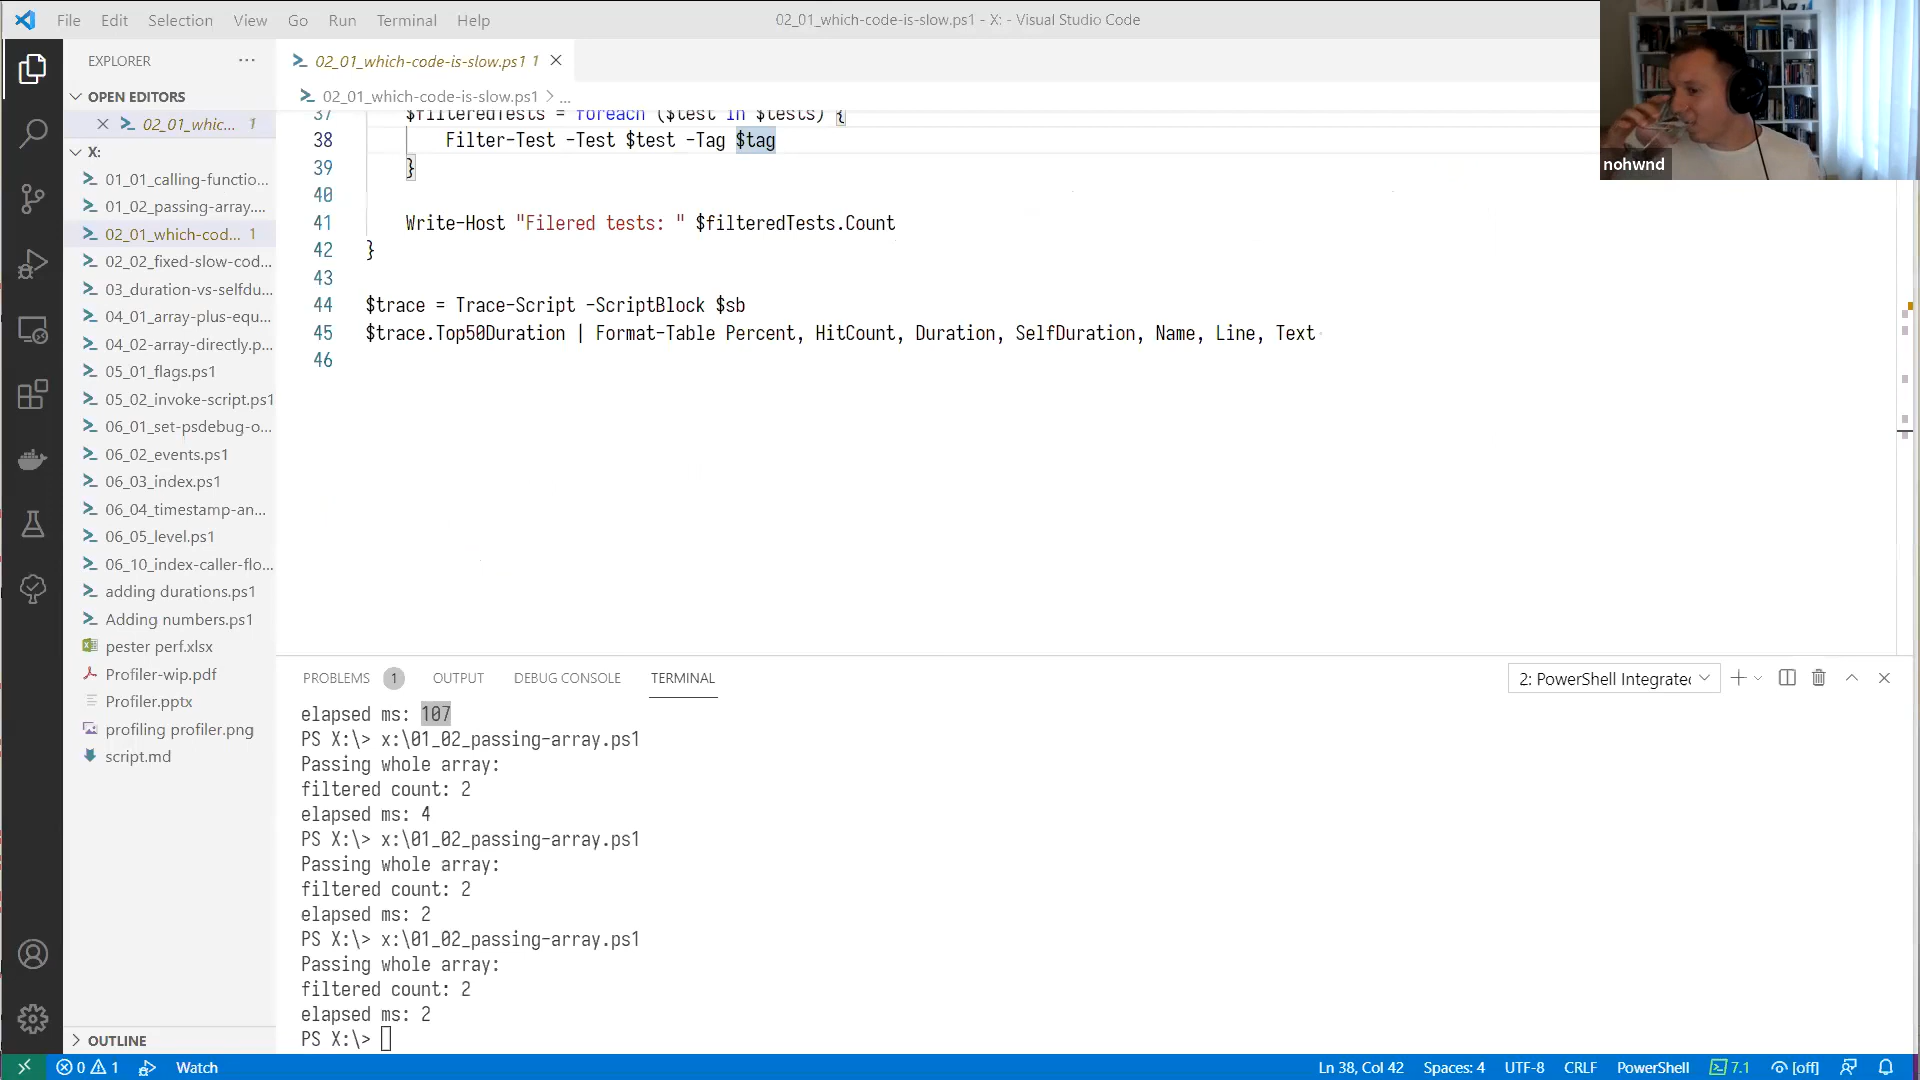 File Edit Selection View Go Run Terminal Help
02_01_which-code-is-slow.ps1 - X: - Visual Studio Code
nohwnd
EXPLORER
OPEN EDITORS
02_01_whic... 1
X:
01_01_calling-functio...
01_02_passing-array....
02_01_which-cod... 1
02_02_fixed-slow-cod...
03_duration-vs-selfdu...
04_01_array-plus-equ...
04_02-array-directly.p...
05_01_flags.ps1
05_02_invoke-script.ps1
06_01_set-psdebug-o...
06_02_events.ps1
06_03_index.ps1
06_04_timestamp-an...
06_05_level.ps1
06_10_index-caller-flo...
adding durations.ps1
Adding numbers.ps1
pester perf.xlsx
Profiler-wip.pdf
Profiler.pptx
profiling profiler.png
script.md
OUTLINE
02_01_which-code-is-slow.ps1 1
02_01_which-code-is-slow.ps1 > ...
37 $filteredTests = foreach ($test in $tests) {
38 Filter-Test -Test $test -Tag $tag
39 }
40
41 Write-Host "Filered tests: " $filteredTests.Count
42 }
43
44 $trace = Trace-Script -ScriptBlock $sb
45 $trace.Top50Duration | Format-Table Percent, HitCount, Duration, SelfDuration, Name, Line, Text
46
PROBLEMS 1 OUTPUT DEBUG CONSOLE TERMINAL
2: PowerShell Integrated
elapsed ms: 107
PS X:\> x:\01_02_passing-array.ps1
Passing whole array:
filtered count: 2
elapsed ms: 4
PS X:\> x:\01_02_passing-array.ps1
Passing whole array:
filtered count: 2
elapsed ms: 2
PS X:\> x:\01_02_passing-array.ps1
Passing whole array:
filtered count: 2
elapsed ms: 2
PS X:\>
0 1 Watch
Ln 38, Col 42 Spaces: 4 UTF-8 CRLF PowerShell 7.1 [off]